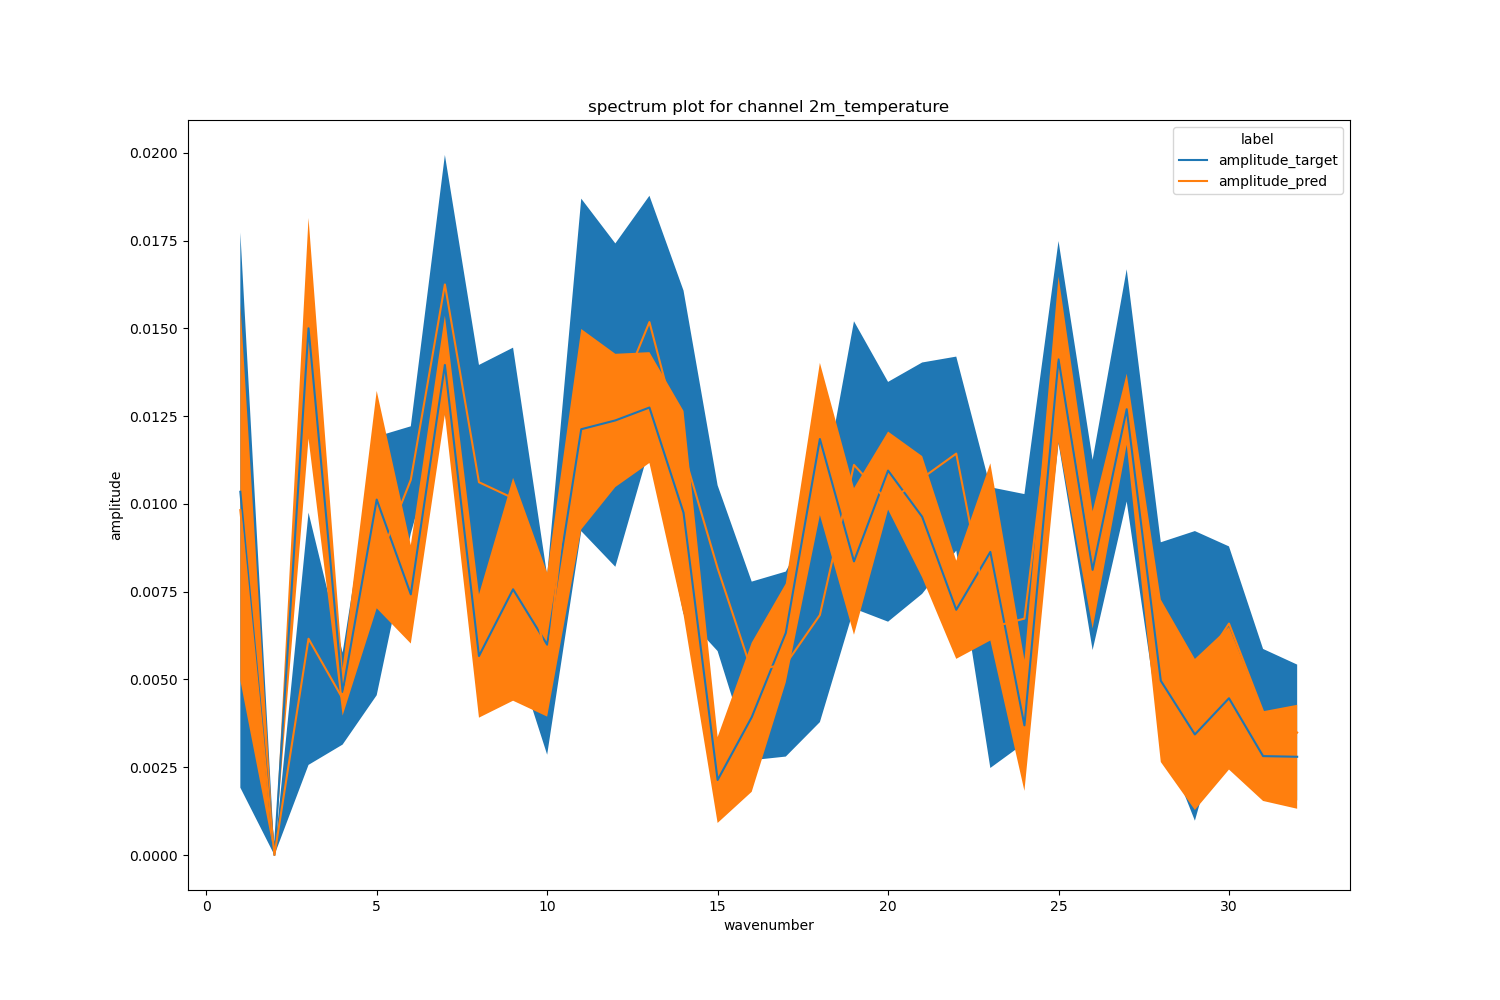 spectrum plot for channel 2m_temperature
label
amplitude_target
amplitude_pred
0.0200
0.0175
0.0150
0.0125
0.0100
0.0075
0.0050
0.0025
0.0000
amplitude
0 5 10 15 20 25 30
wavenumber